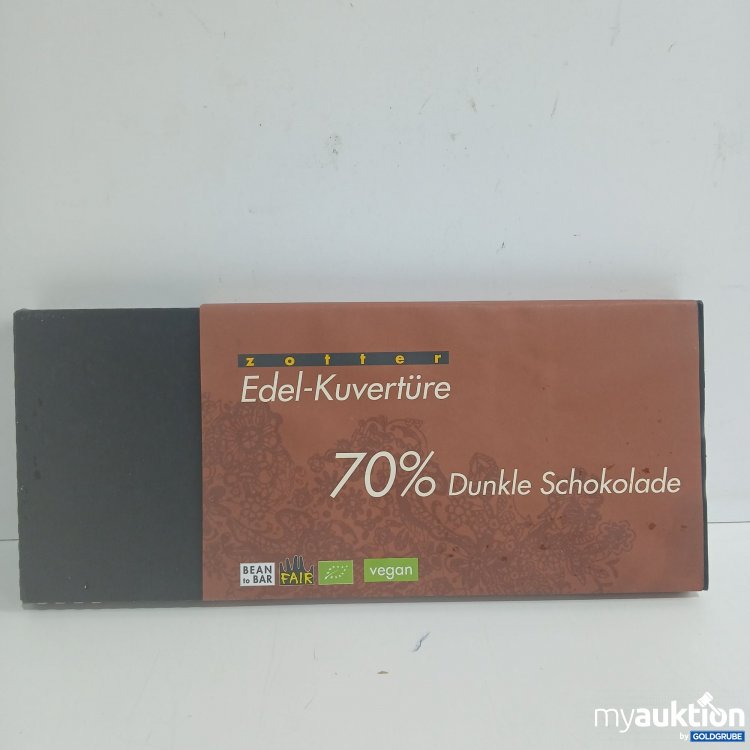 zotter
Edel-Kuvertüre
70% Dunkle Schokolade
BEAN
to BAR
FAIR
vegan
myauktion
by GOLDGRUBE